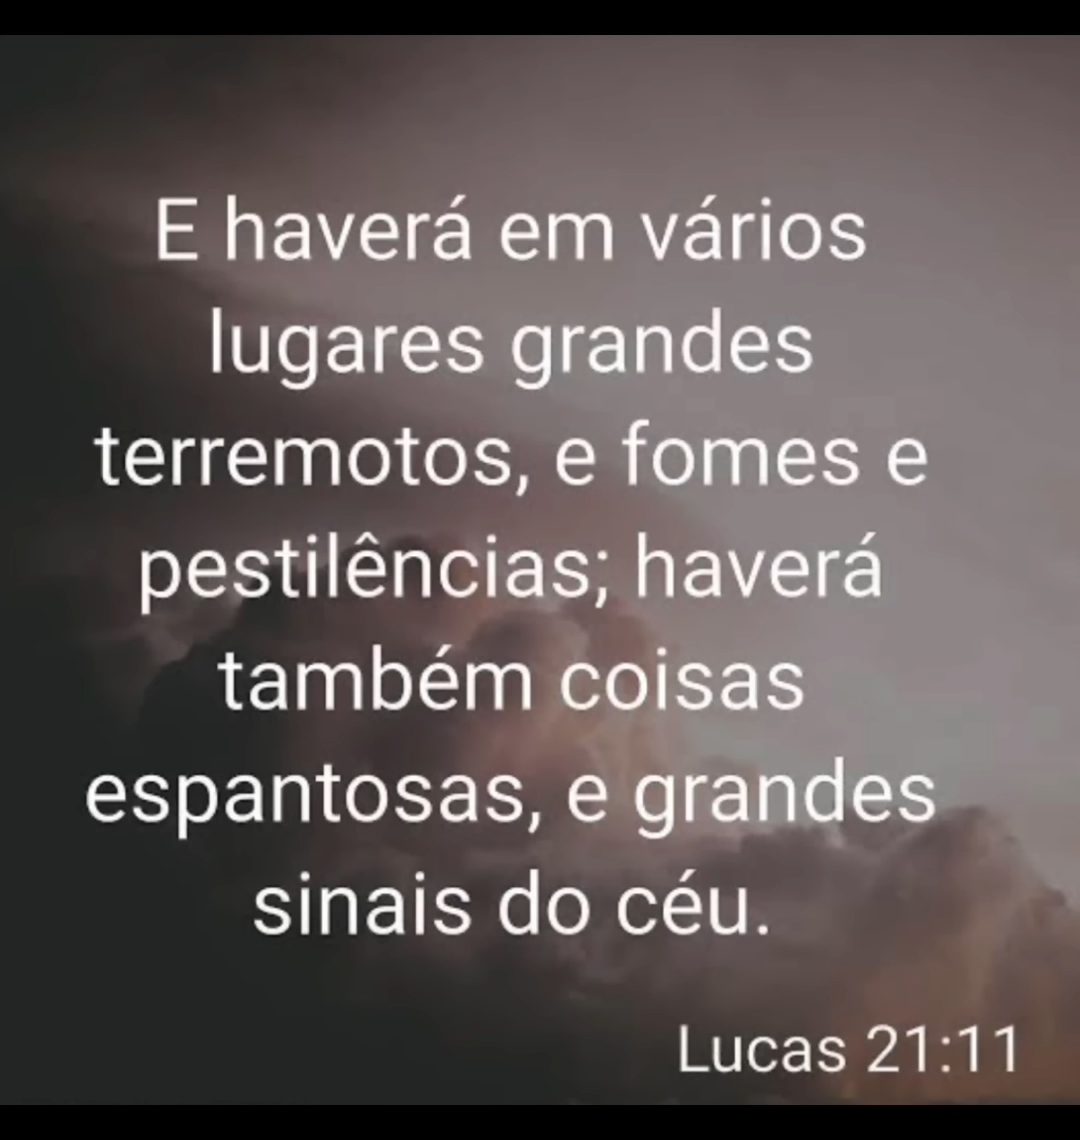 E haverá em vários
lugares grandes
terremotos, e fomes e
pestilências; haverá
também coisas
espantosas, e grandes
sinais do céu.
Lucas 21:11